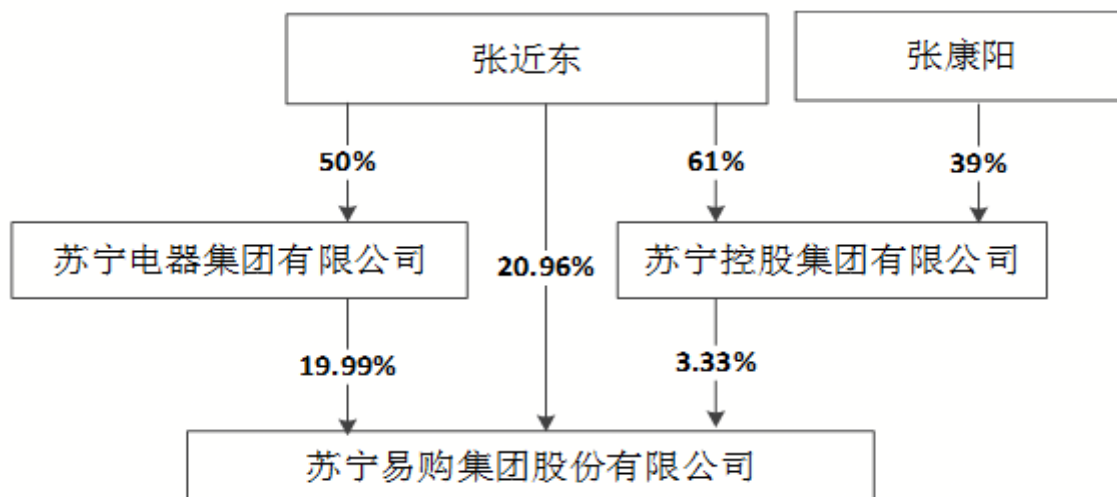 张近东
张康阳
50%
61%
39%
苏宁电器集团有限公司
20.96%
苏宁控股集团有限公司
19.99%
3.33%
苏宁易购集团股份有限公司